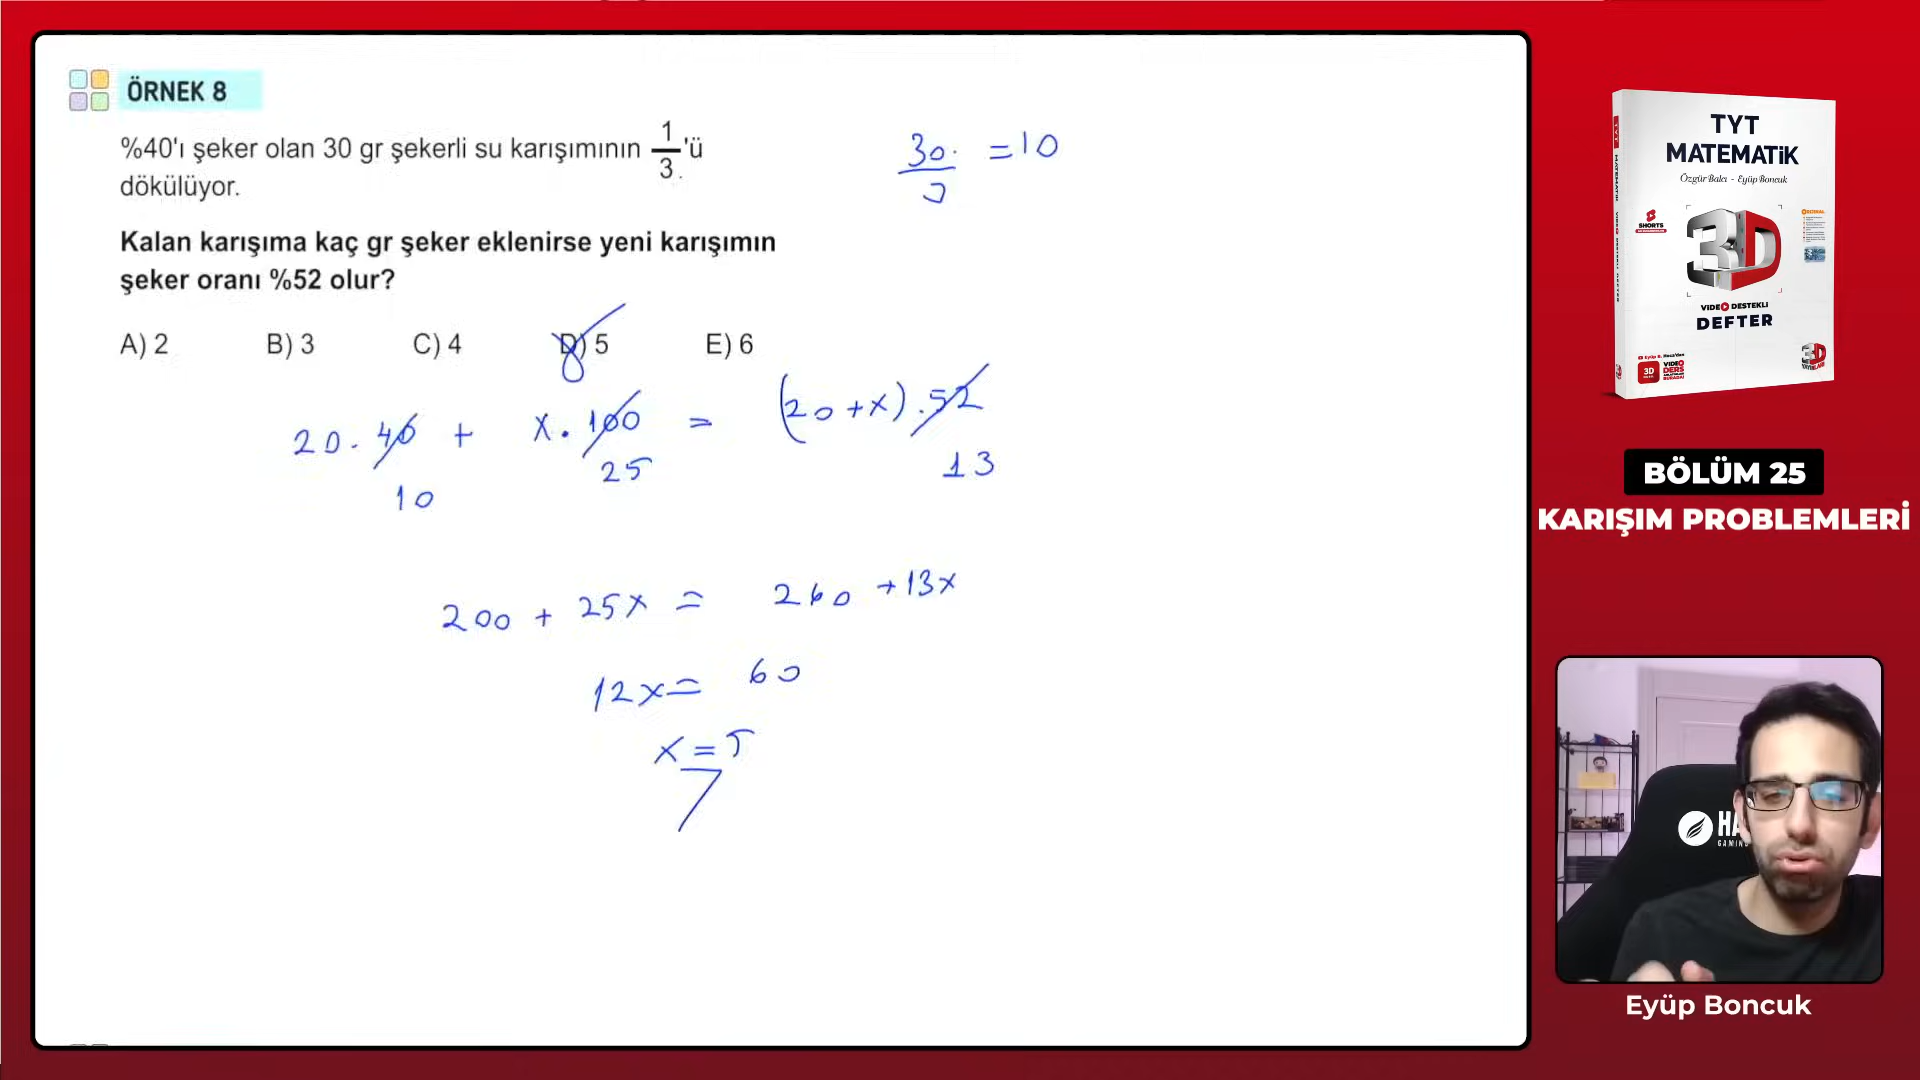 ÖRNEK 8
%40'ı şeker olan 30 gr şekerli su karışımının 1/3'ü
dökülüyor.
Kalan karışıma kaç gr şeker eklenirse yeni karışımın
şeker oranı %52 olur?
A) 2 B) 3 C) 4 D) 5 E) 6
30/3 = 10
20 . 40 + x . 100 = (20 + x) . 52
10 25 13
200 + 25x = 260 + 13x
12x = 60
x = 5
TYT
MATEMATİK
Özgür Balcı - Eyüp Boncuk
SHORTS
3D
VIDEO DESTEKLİ
DEFTER
BÖLÜM 25
KARIŞIM PROBLEMLERİ
GAMING
Eyüp Boncuk